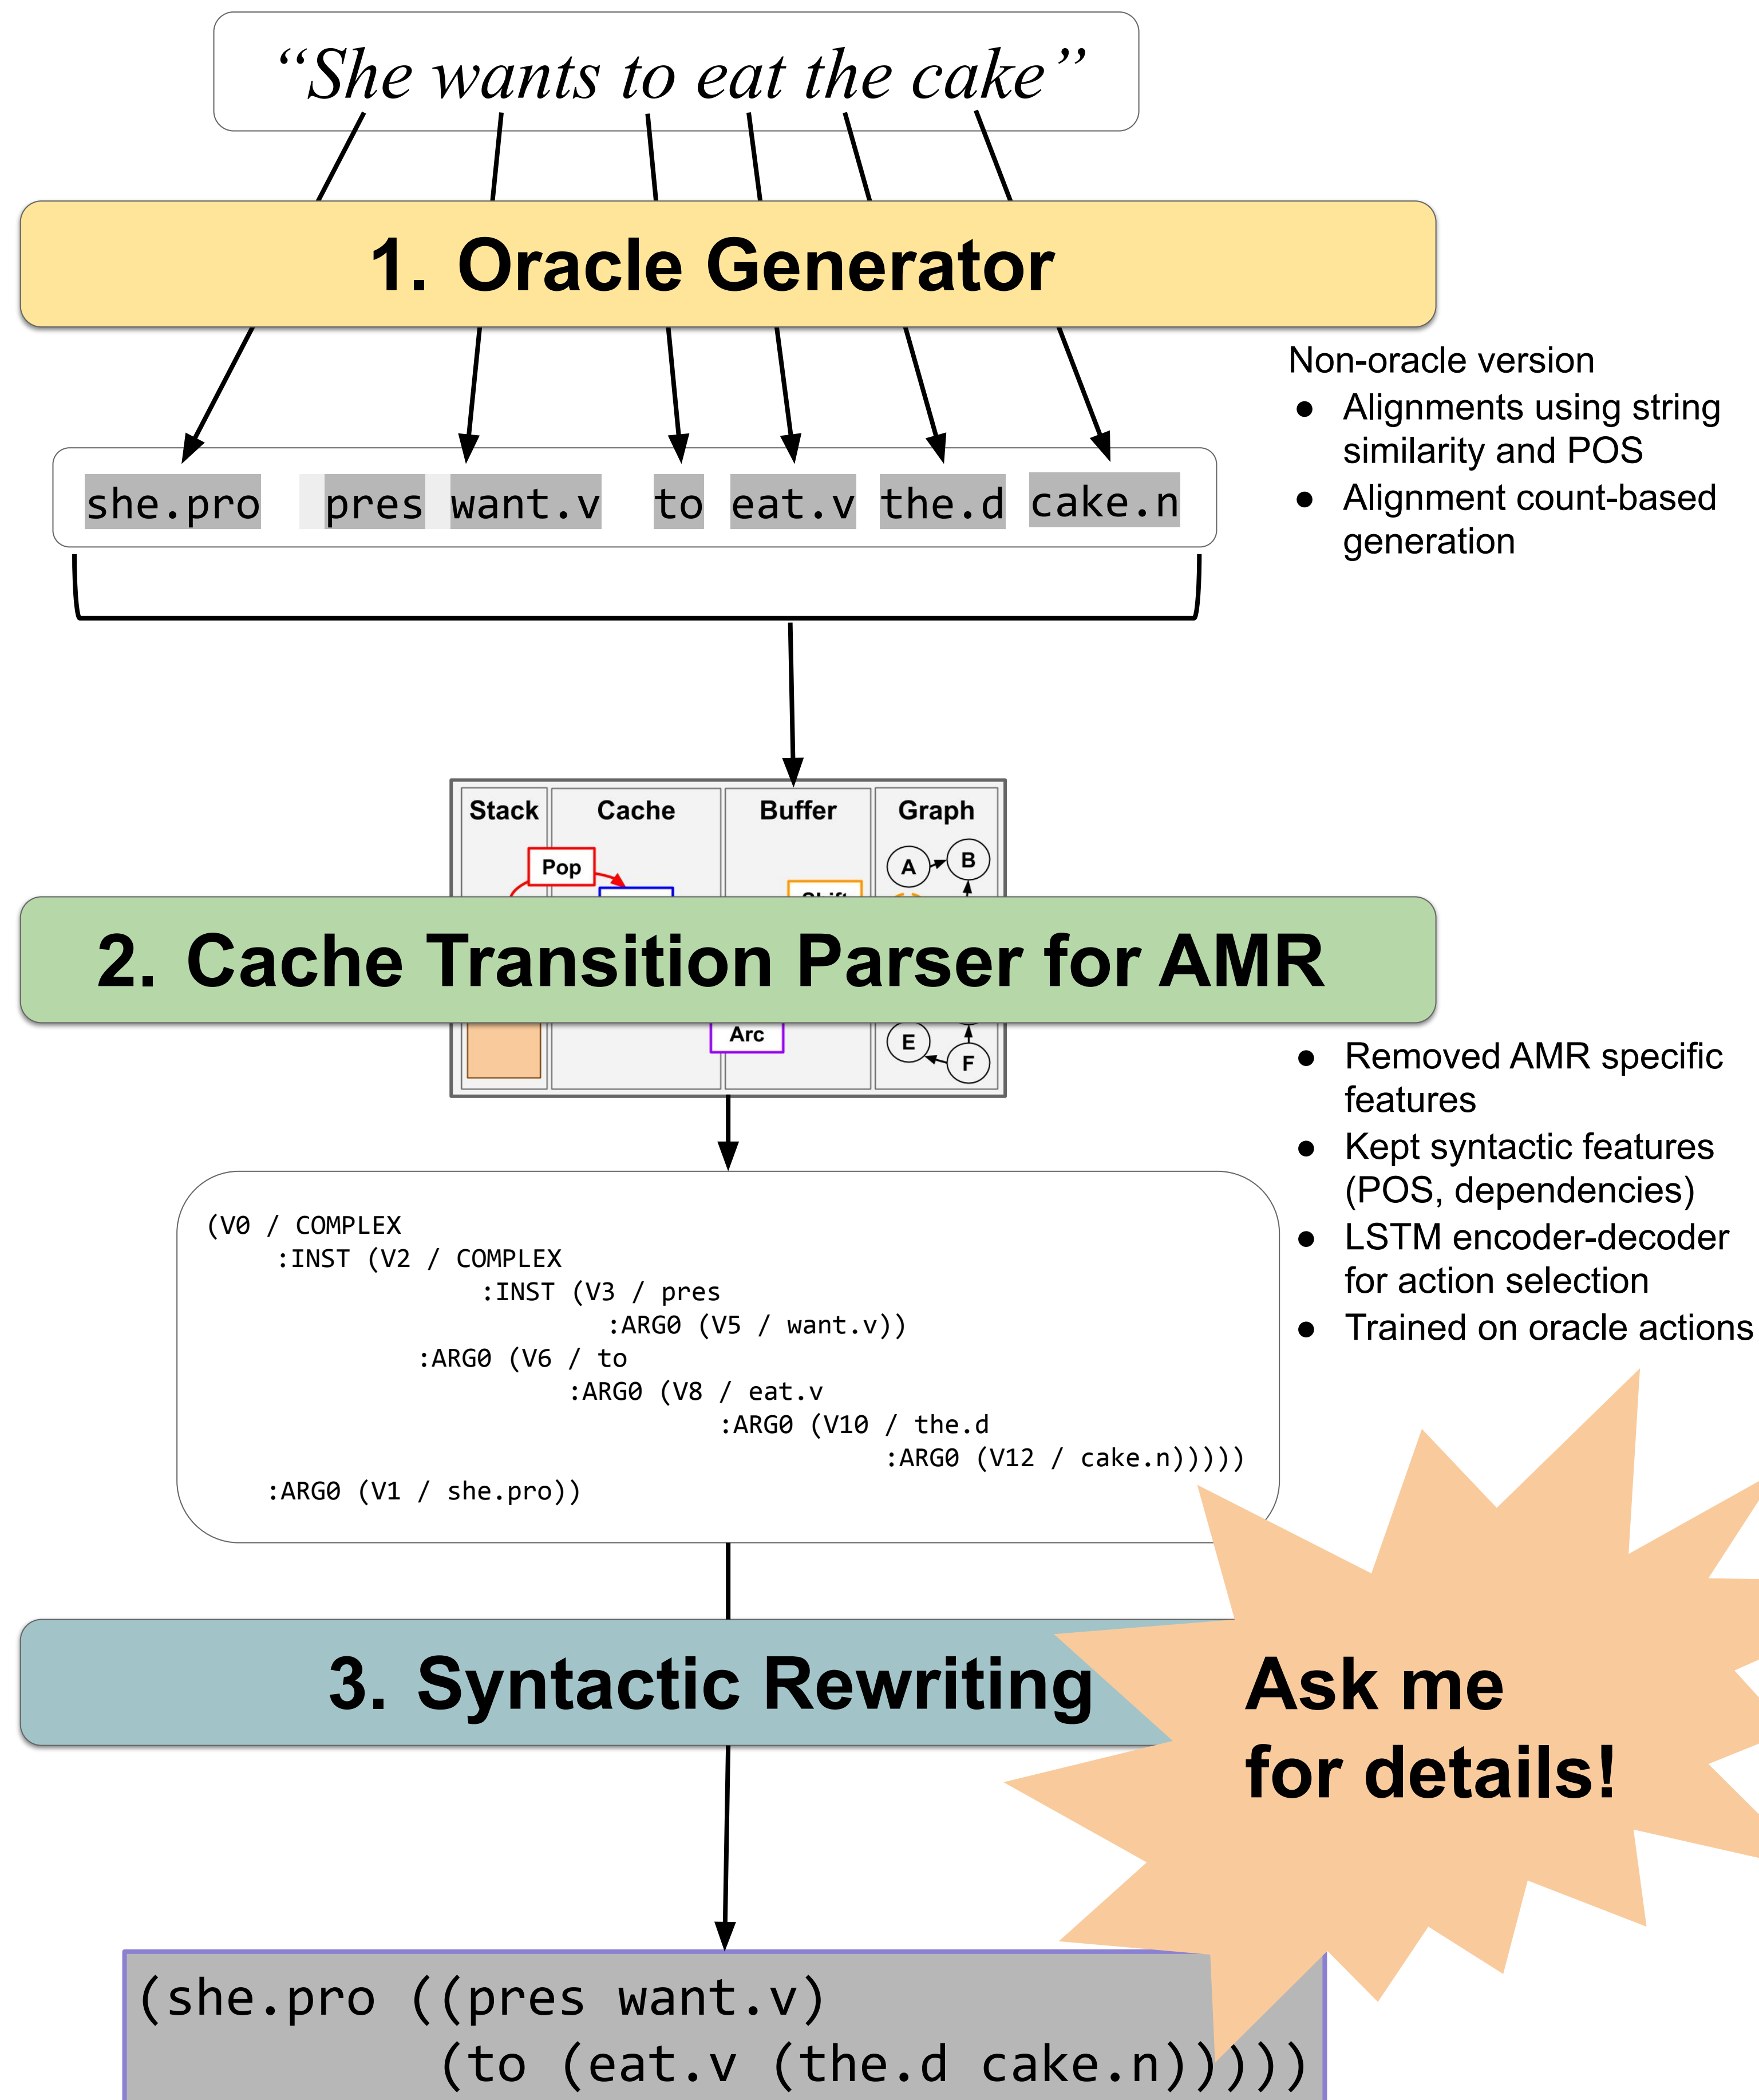 “She wants to eat the cake”
1. Oracle Generator
Non-oracle version
● Alignments using string
similarity and POS
● Alignment count-based
generation
she.pro pres want.v to eat.v the.d cake.n
Stack Cache Buffer Graph
Pop
A B
2. Cache Transition Parser for AMR
Arc
E
F
● Removed AMR specific
features
● Kept syntactic features
(POS, dependencies)
● LSTM encoder-decoder
for action selection
● Trained on oracle actions
(V0 / COMPLEX
:INST (V2 / COMPLEX
:INST (V3 / pres
:ARG0 (V5 / want.v))
:ARG0 (V6 / to
:ARG0 (V8 / eat.v
:ARG0 (V10 / the.d
:ARG0 (V12 / cake.n)))))
:ARG0 (V1 / she.pro))
3. Syntactic Rewriting
Ask me
for details!
(she.pro ((pres want.v)
(to (eat.v (the.d cake.n)))))